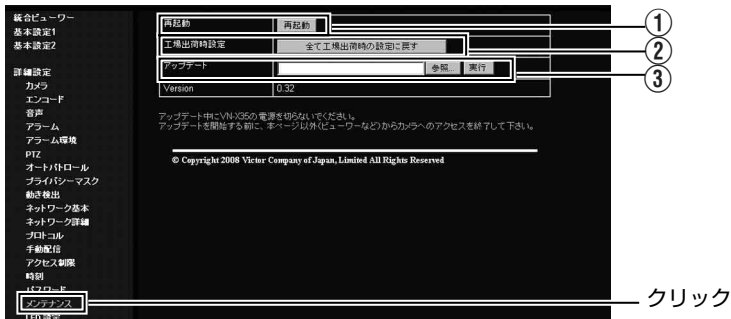 統合ビューワー
基本設定1
基本設定2
詳細設定
カメラ
エンコード
音声
アラーム
アラーム環境
PTZ
オートパトロール
プライバシーマスク
動き検出
ネットワーク基本
ネットワーク詳細
プロトコル
手動配信
アクセス制限
時刻
パスワード
メンテナンス
LED 設定
再起動 再起動
工場出荷時設定 全て工場出荷時の設定に戻す
アップデート 参照... 実行
Version 0.32
アップデート中にVN-X35の電源を切らないでください。
アップデートを開始する前に、本ページ以外(ビューワーなど)からカメラへのアクセスを終了して下さい。
© Copyright 2008 Victor Company of Japan, Limited All Rights Reserved
①
②
③
クリック